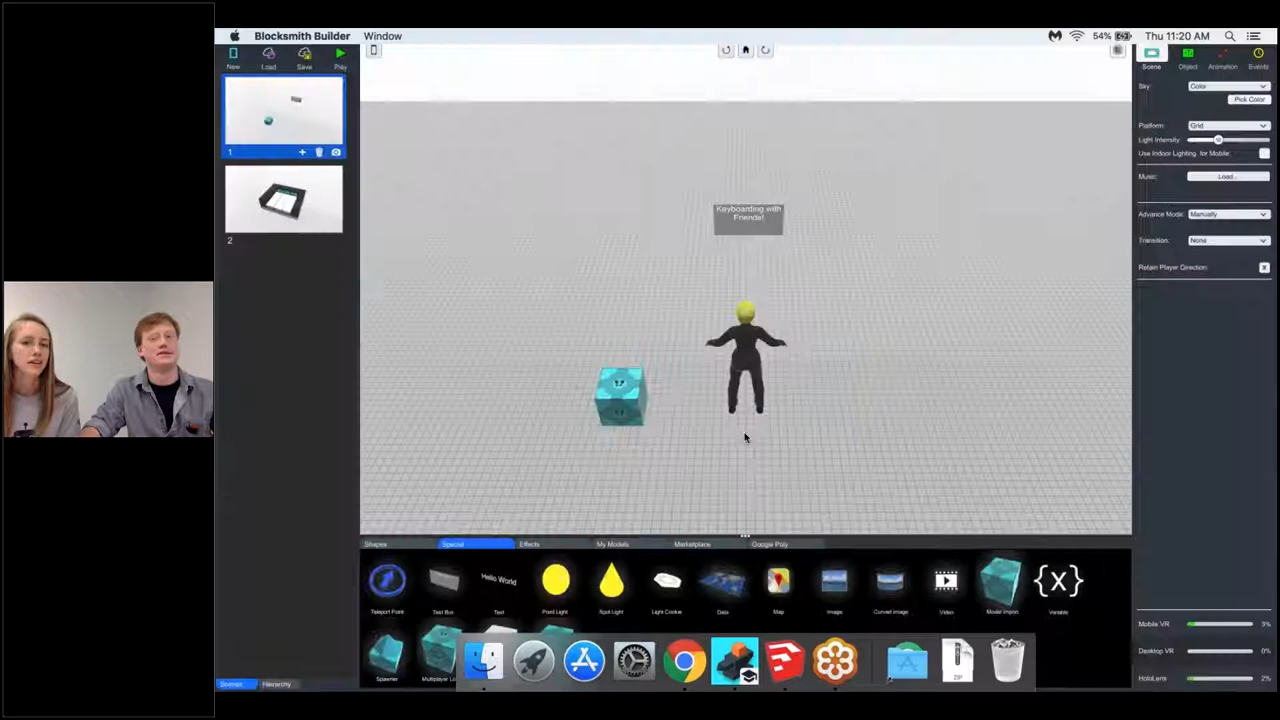 Blocksmith Builder Window
54% Thu 11:20 AM
New Load Save Play
Scene Object Animation Events
Sky: Color
Pick Color
Platform: Grid
Light Intensity
Use Indoor Lighting for Mobile:
Music: Load...
Advance Mode: Manually
Transition: None
Retain Player Direction: X
1
2
Keyboarding with
Friends!
Shapes Special Effects My Models Marketplace Google Poly
Hello World
{x}
Teleport Point Text Box Text Point Light Spot Light Light Cookie Data Map Image Curved Image Video Model Import Variable
Spawner
ZIP
Mobile VR 3%
Desktop VR 0%
HoloLens 2%
Scenes Hierarchy